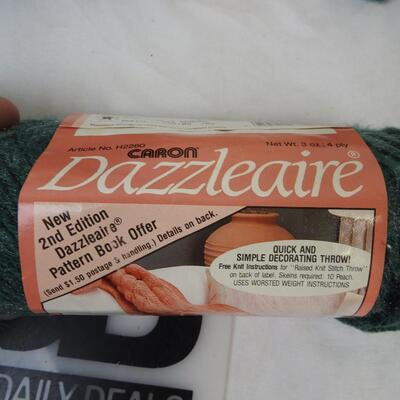 Article No. H2260
Net Wt. 3 oz.; 4 ply
CARON®
Dazzleaire®
New
2nd Edition
Dazzleaire®
Pattern Book Offer
(Send $1.50 postage & handling.) Details on back.
QUICK AND
SIMPLE DECORATING THROW!
Free Knit Instructions for "Raised Knit Stitch Throw"
on back of label. Skeins required: 10 Peach.
USES WORSTED WEIGHT INSTRUCTIONS
DAILY DEALS